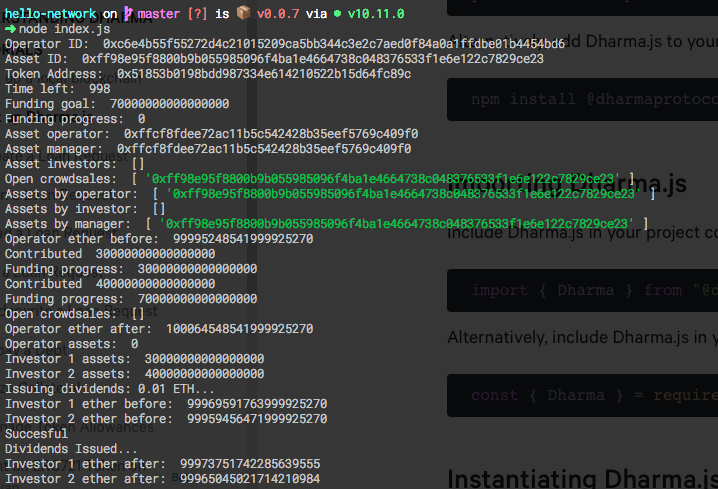 hello-network on master [?] is 📦 v0.0.7 via ● v10.11.0
➜ node index.js
Operator ID: 0xc6e4b55f55272d4c21015209ca5bb344c3e2c7aed0f84a0a1ffdbe01b4454bd6
Asset ID: 0xff98e95f8800b9b055985096f4ba1e4664738c048376533f1e6e122c7829ce23
Token Address: 0x51853b0198bdd987334e614210522b15d64fc89c
Time left: 998
Funding goal: 70000000000000000
Funding progress: 0
Asset operator: 0xffcf8fdee72ac11b5c542428b35eef5769c409f0
Asset manager: 0xffcf8fdee72ac11b5c542428b35eef5769c409f0
Asset investors: []
Open crowdsales: [ '0xff98e95f8800b9b055985096f4ba1e4664738c048376533f1e6e122c7829ce23' ]
Assets by operator: [ '0xff98e95f8800b9b055985096f4ba1e4664738c048376533f1e6e122c7829ce23' ]
Assets by investor: []
Assets by manager: [ '0xff98e95f8800b9b055985096f4ba1e4664738c048376533f1e6e122c7829ce23' ]
Operator ether before: 99995248541999925270
Contributed 30000000000000000
Funding progress: 30000000000000000
Contributed 40000000000000000
Funding progress: 70000000000000000
Open crowdsales: []
Operator ether after: 100064548541999925270
Operator assets: 0
Investor 1 assets: 30000000000000000
Investor 2 assets: 40000000000000000
Issuing dividends: 0.01 ETH...
Investor 1 ether before: 99969591763999925270
Investor 2 ether before: 99959456471999925270
Succesful
Dividends Issued...
Investor 1 ether after: 99973751742285639555
Investor 2 ether after: 99965045021714210984
add Dharma.js to your
npm install @dharmaprotoco
Importing Dharma.js
Include Dharma.js in your project co
import { Dharma } from "@d
Alternatively, include Dharma.js in y
const { Dharma } = require
Instantiating Dharma.js